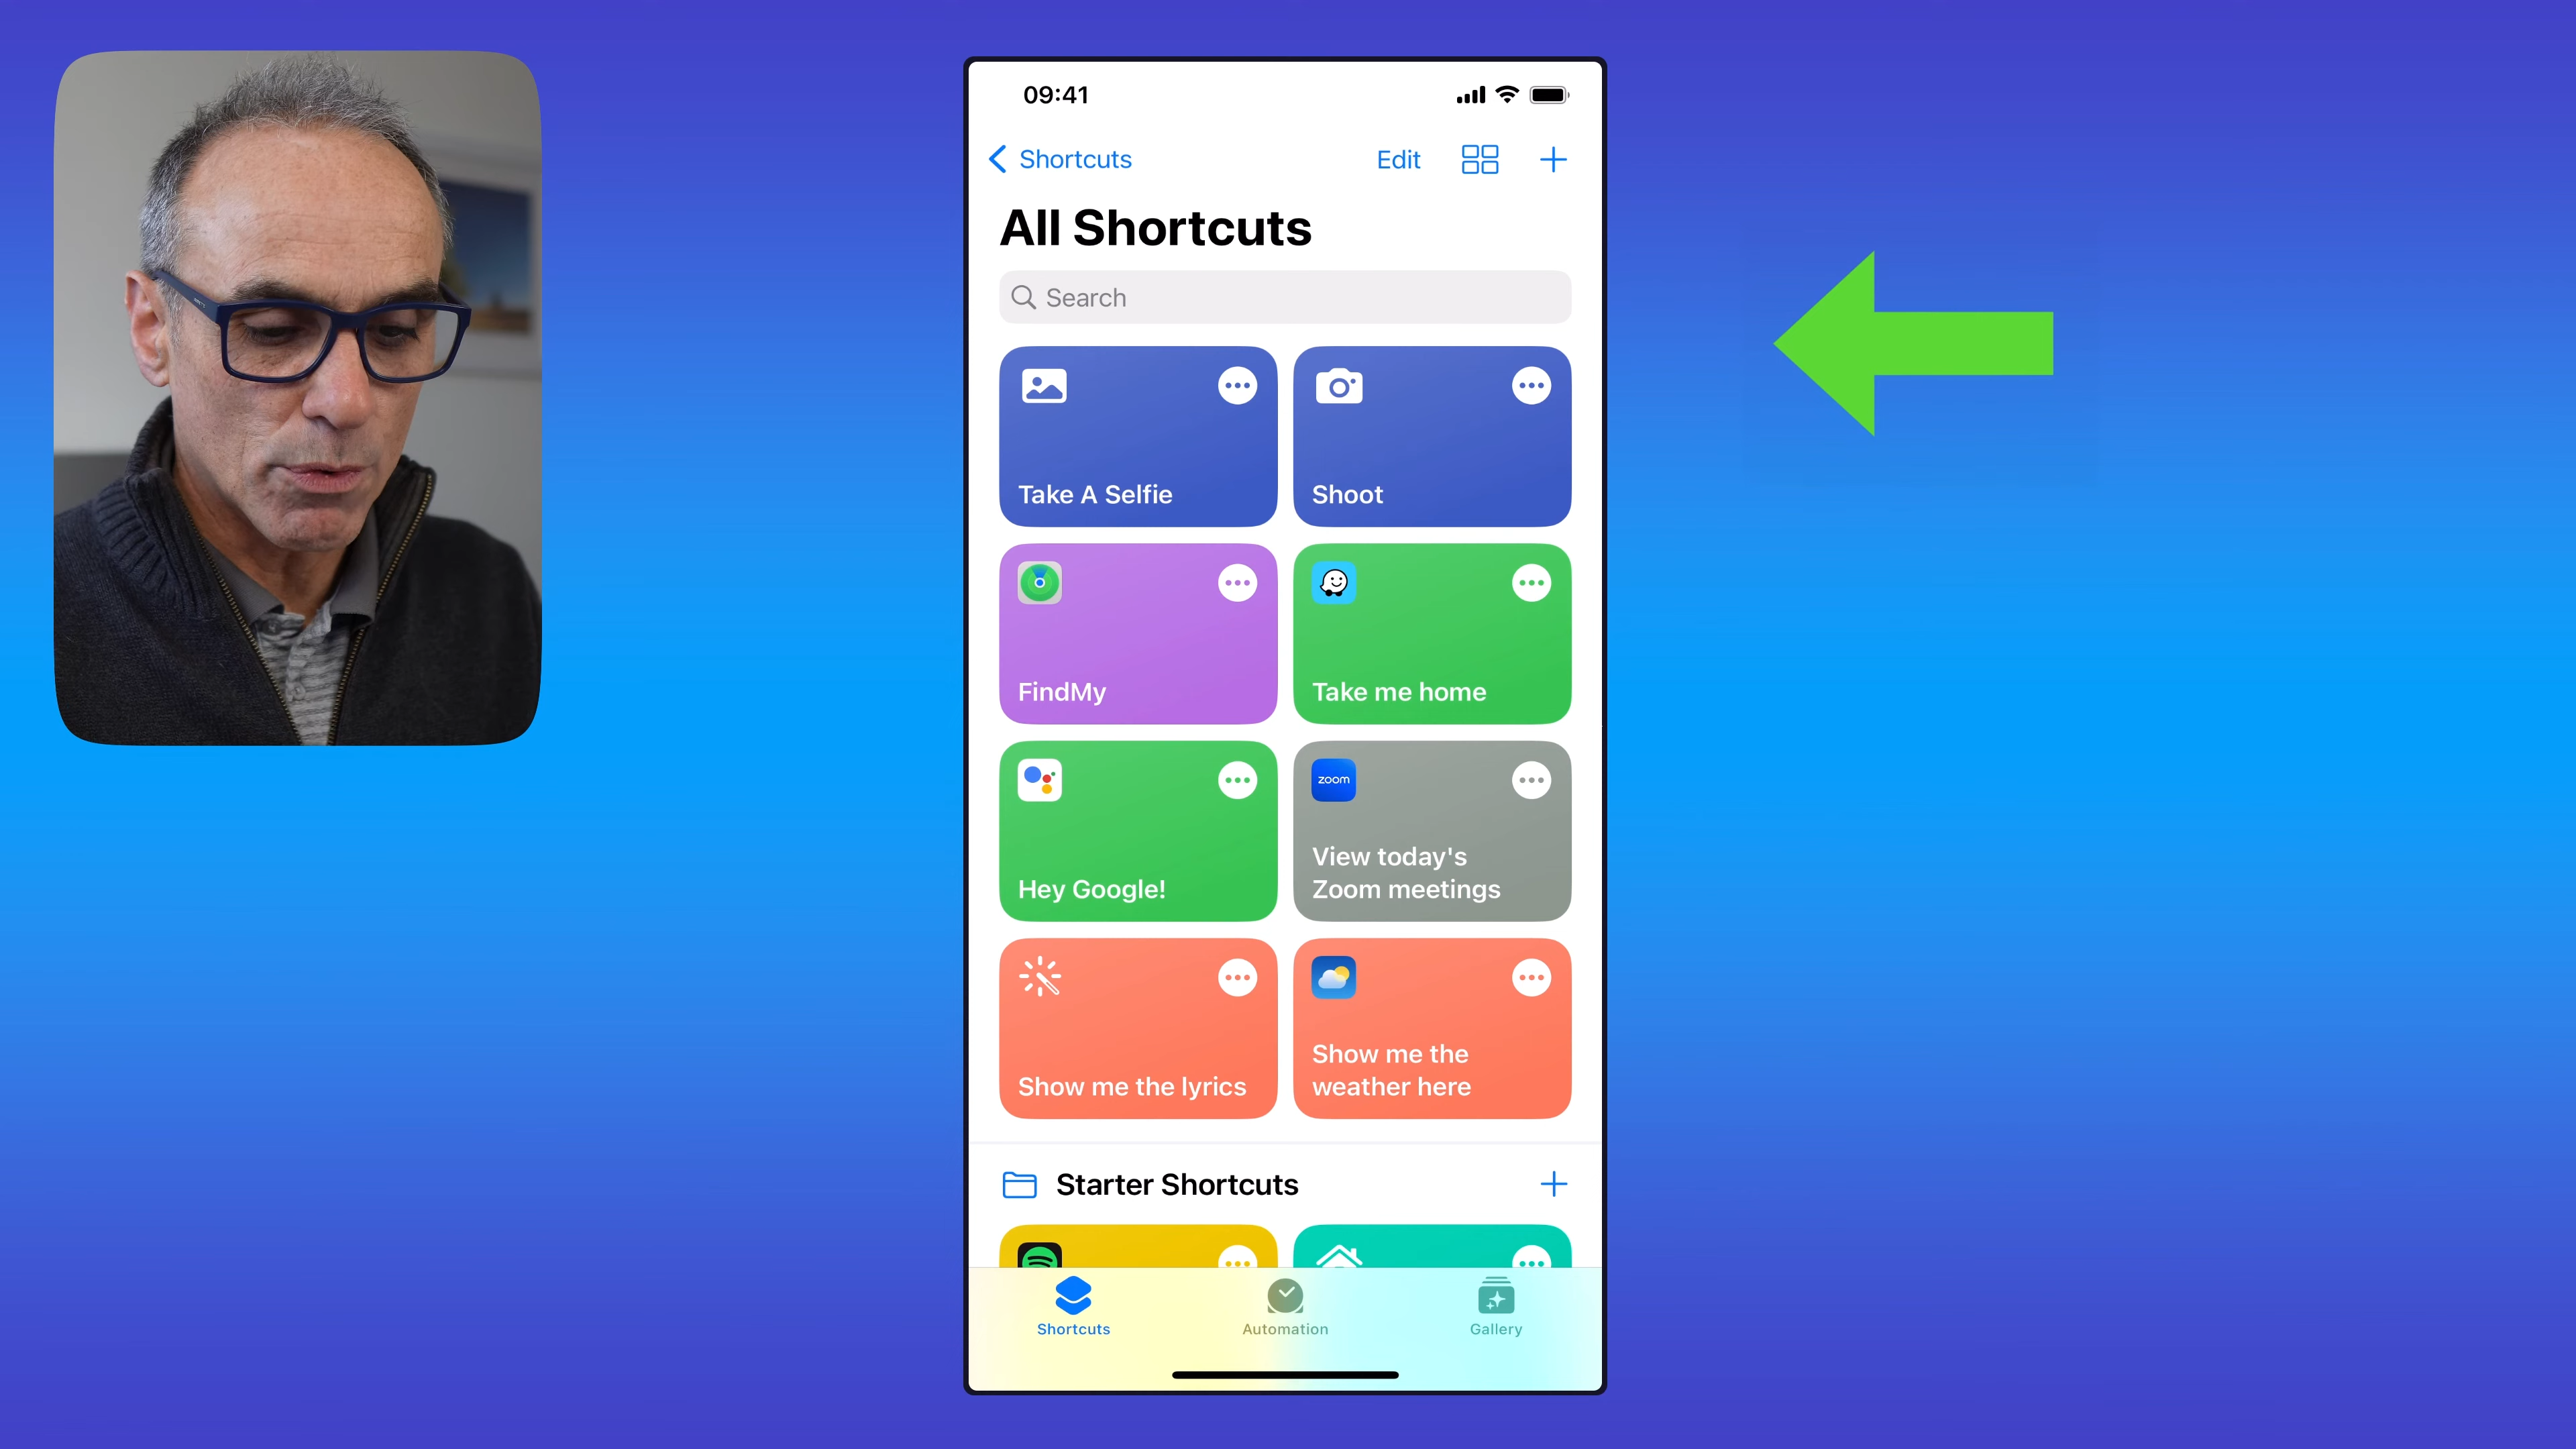 09:41
Shortcuts
Edit
All Shortcuts
Search
Take A Selfie
Shoot
FindMy
Take me home
Hey Google!
zoom
View today's
Zoom meetings
Show me the lyrics
Show me the
weather here
Starter Shortcuts
Shortcuts
Automation
Gallery